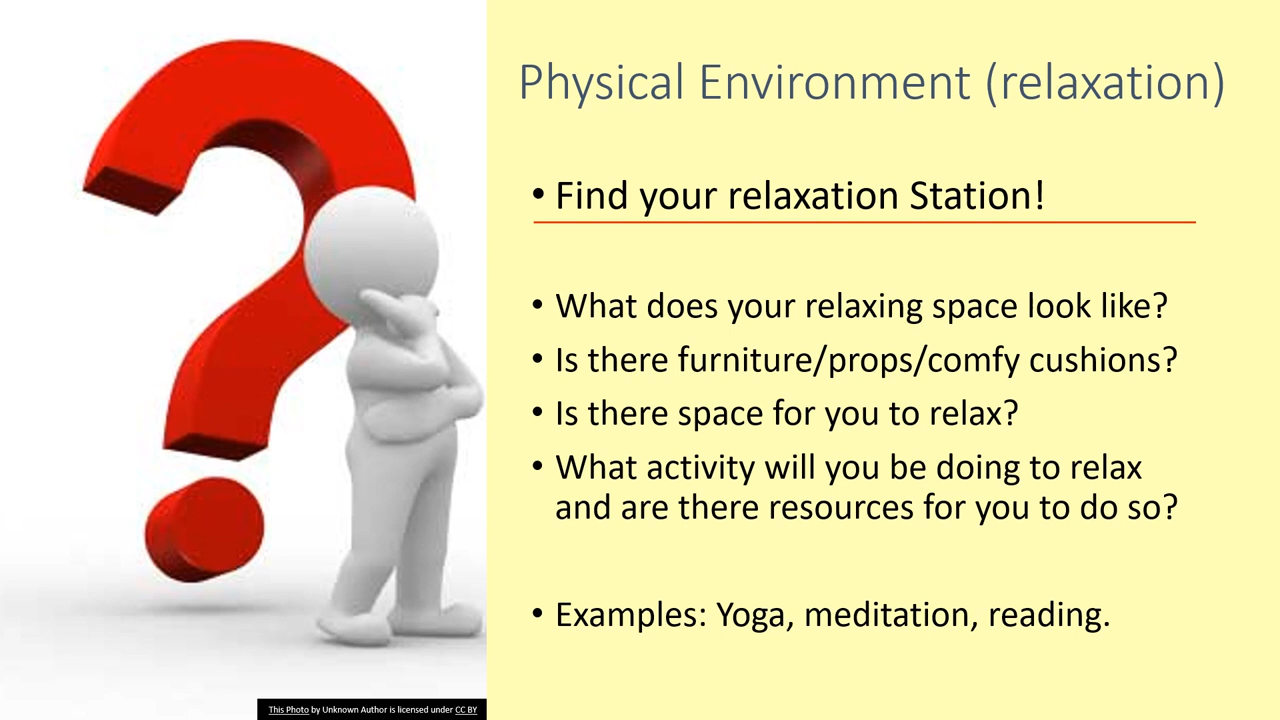 Physical Environment (relaxation)
• Find your relaxation Station!
• What does your relaxing space look like?
• Is there furniture/props/comfy cushions?
• Is there space for you to relax?
• What activity will you be doing to relax
and are there resources for you to do so?
• Examples: Yoga, meditation, reading.
This Photo by Unknown Author is licensed under CC BY